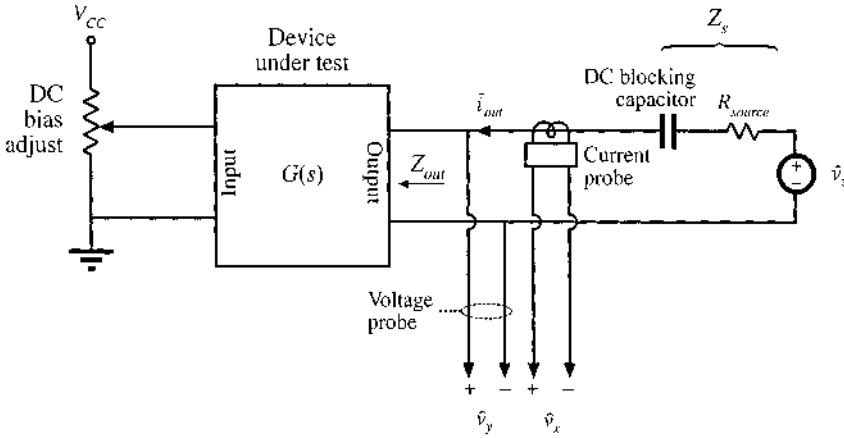 V_CC
DC
bias
adjust
Device
under test
Input
G(s)
Output
Z_out
î_out
Z_s
DC blocking
capacitor
R_source
Current
probe
+
−
Voltage
probe
+ − + −
v̂_y v̂_x